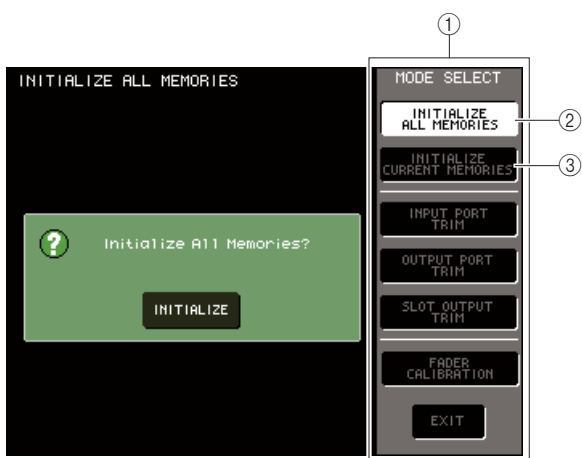 ①
INITIALIZE ALL MEMORIES
MODE SELECT
INITIALIZE
ALL MEMORIES
②
INITIALIZE
CURRENT MEMORIES
③
INPUT PORT
TRIM
Initialize All Memories?
OUTPUT PORT
TRIM
INITIALIZE
SLOT OUTPUT
TRIM
FADER
CALIBRATION
EXIT